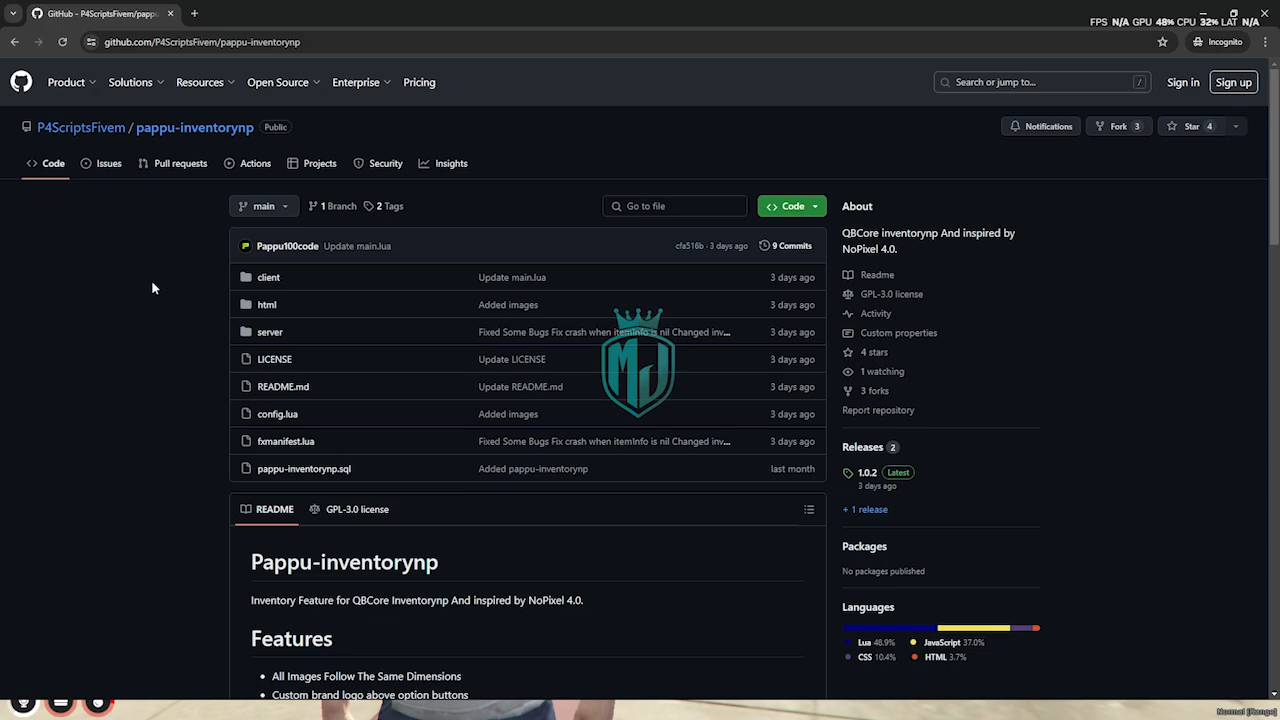 GitHub - P4ScriptsFivem/pappu-
FPS N/A GPU 48% CPU 32% LAT N/A
github.com/P4ScriptsFivem/pappu-inventorynp
Incognito
Product
Solutions
Resources
Open Source
Enterprise
Pricing
Search or jump to...
/
Sign in
Sign up
P4ScriptsFivem / pappu-inventorynp
Public
Notifications
Fork 3
Star 4
Code
Issues
Pull requests
Actions
Projects
Security
Insights
main
1 Branch
2 Tags
Go to file
Code
Pappu100code Update main.lua
cfa516b · 3 days ago
9 Commits
client Update main.lua 3 days ago
html Added images 3 days ago
server Fixed Some Bugs Fix crash when itemInfo is nil Changed inv... 3 days ago
LICENSE Update LICENSE 3 days ago
README.md Update README.md 3 days ago
config.lua Added images 3 days ago
fxmanifest.lua Fixed Some Bugs Fix crash when itemInfo is nil Changed inv... 3 days ago
pappu-inventorynp.sql Added pappu-inventorynp last month
MJ
README
GPL-3.0 license
Pappu-inventorynp
Inventory Feature for QBCore Inventorynp And inspired by NoPixel 4.0.
Features
All Images Follow The Same Dimensions
Custom brand logo above option buttons
About
QBCore inventorynp And inspired by
NoPixel 4.0.
Readme
GPL-3.0 license
Activity
Custom properties
4 stars
1 watching
3 forks
Report repository
Releases 2
1.0.2 Latest
3 days ago
+ 1 release
Packages
No packages published
Languages
Lua 48.9%
JavaScript 37.0%
CSS 10.4%
HTML 3.7%
Normal [Range]